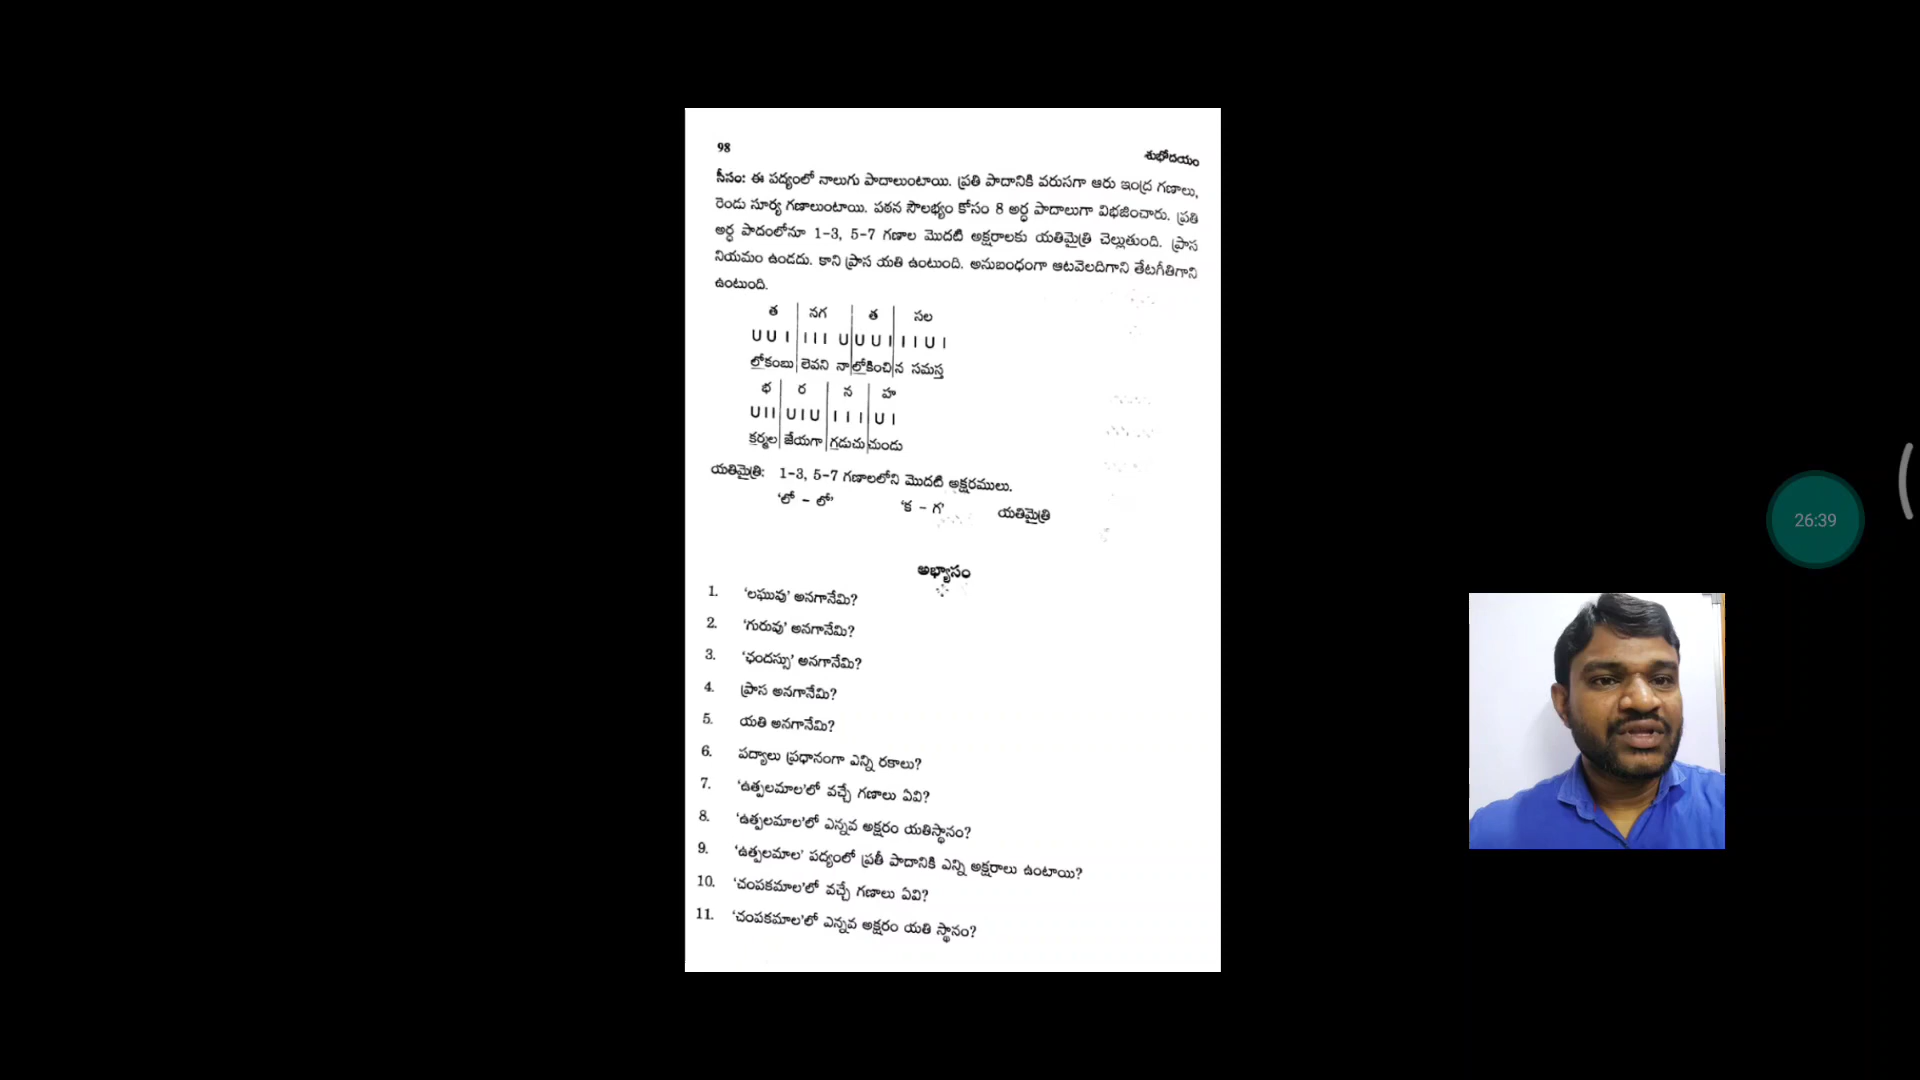 98
శుభోదయం
సీసం: ఈ పద్యంలో నాలుగు పాదాలుంటాయి. ప్రతి పాదానికి వరుసగా ఆరు ఇంద్ర గణాలు,
రెండు సూర్య గణాలుంటాయి. పఠన సౌలభ్యం కోసం 8 అర్ధ పాదాలుగా విభజించారు. ప్రతి
అర్ధ పాదంలోనూ 1-3, 5-7 గణాల మొదటి అక్షరాలకు యతిమైత్రి చెల్లుతుంది. ప్రాస
నియమం ఉండదు. కాని ప్రాస యతి ఉంటుంది. అనుబంధంగా ఆటవెలదిగాని తేటగీతిగాని
ఉంటుంది.
త | నగ | త | సల
U U I | I I I U | U U I | I I U I
లోకంబు | లెవని నా | లోకించి | న సమస్త
భ | ర | న | హ
U I I | U I U | I I I | U I
కర్మల | జేయగా | గడుచు | చుండు
యతిమైత్రి: 1-3, 5-7 గణాలలోని మొదటి అక్షరములు.
'లో - లో' 'క - గ' యతిమైత్రి
అభ్యాసం
1. 'లఘువు' అనగానేమి?
2. 'గురువు' అనగానేమి?
3. 'ఛందస్సు' అనగానేమి?
4. ప్రాస అనగానేమి?
5. యతి అనగానేమి?
6. పద్యాలు ప్రధానంగా ఎన్ని రకాలు?
7. 'ఉత్పలమాల'లో వచ్చే గణాలు ఏవి?
8. 'ఉత్పలమాల'లో ఎన్నవ అక్షరం యతిస్థానం?
9. 'ఉత్పలమాల' పద్యంలో ప్రతీ పాదానికి ఎన్ని అక్షరాలు ఉంటాయి?
10. 'చంపకమాల'లో వచ్చే గణాలు ఏవి?
11. 'చంపకమాల'లో ఎన్నవ అక్షరం యతి స్థానం?
26:39